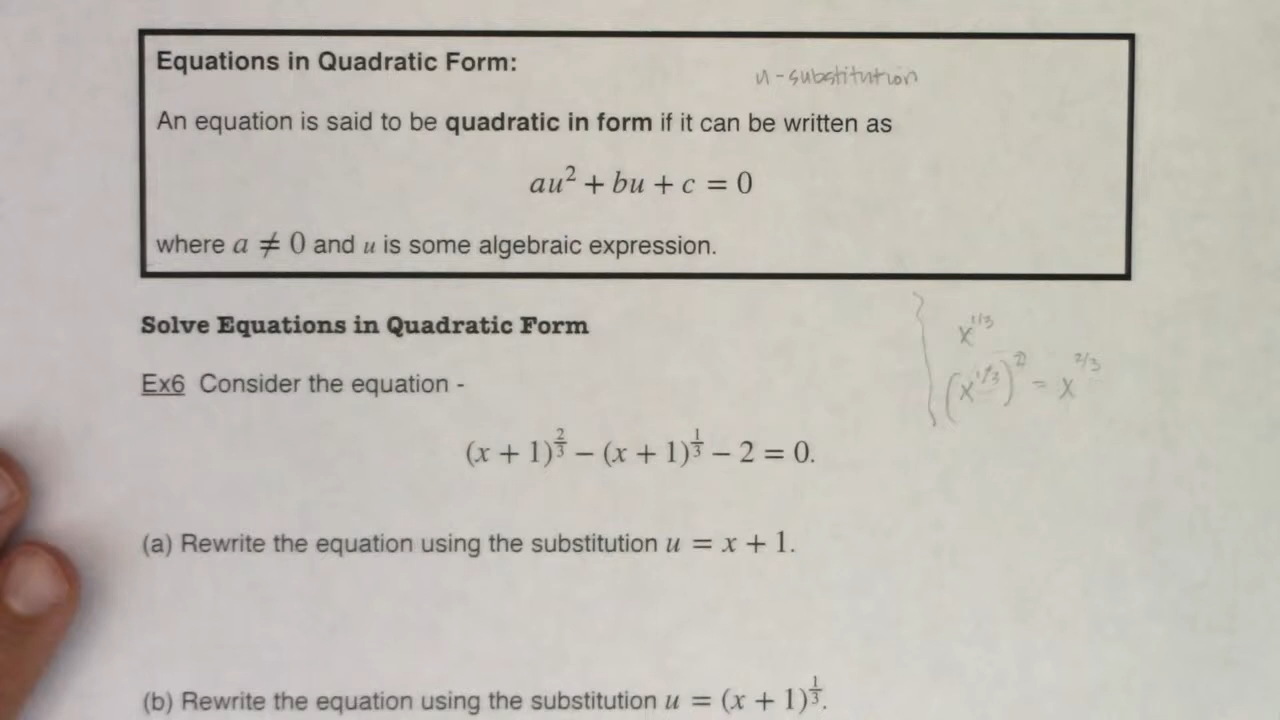 Equations in Quadratic Form:
u-substitution
An equation is said to be quadratic in form if it can be written as
au² + bu + c = 0
where a ≠ 0 and u is some algebraic expression.
Solve Equations in Quadratic Form
x^{1/3}
Ex6 Consider the equation -
(x^{1/3})^2 = x^{2/3}
(x + 1)^{2/3} − (x + 1)^{1/3} − 2 = 0.
(a) Rewrite the equation using the substitution u = x + 1.
(b) Rewrite the equation using the substitution u = (x + 1)^{1/3}.